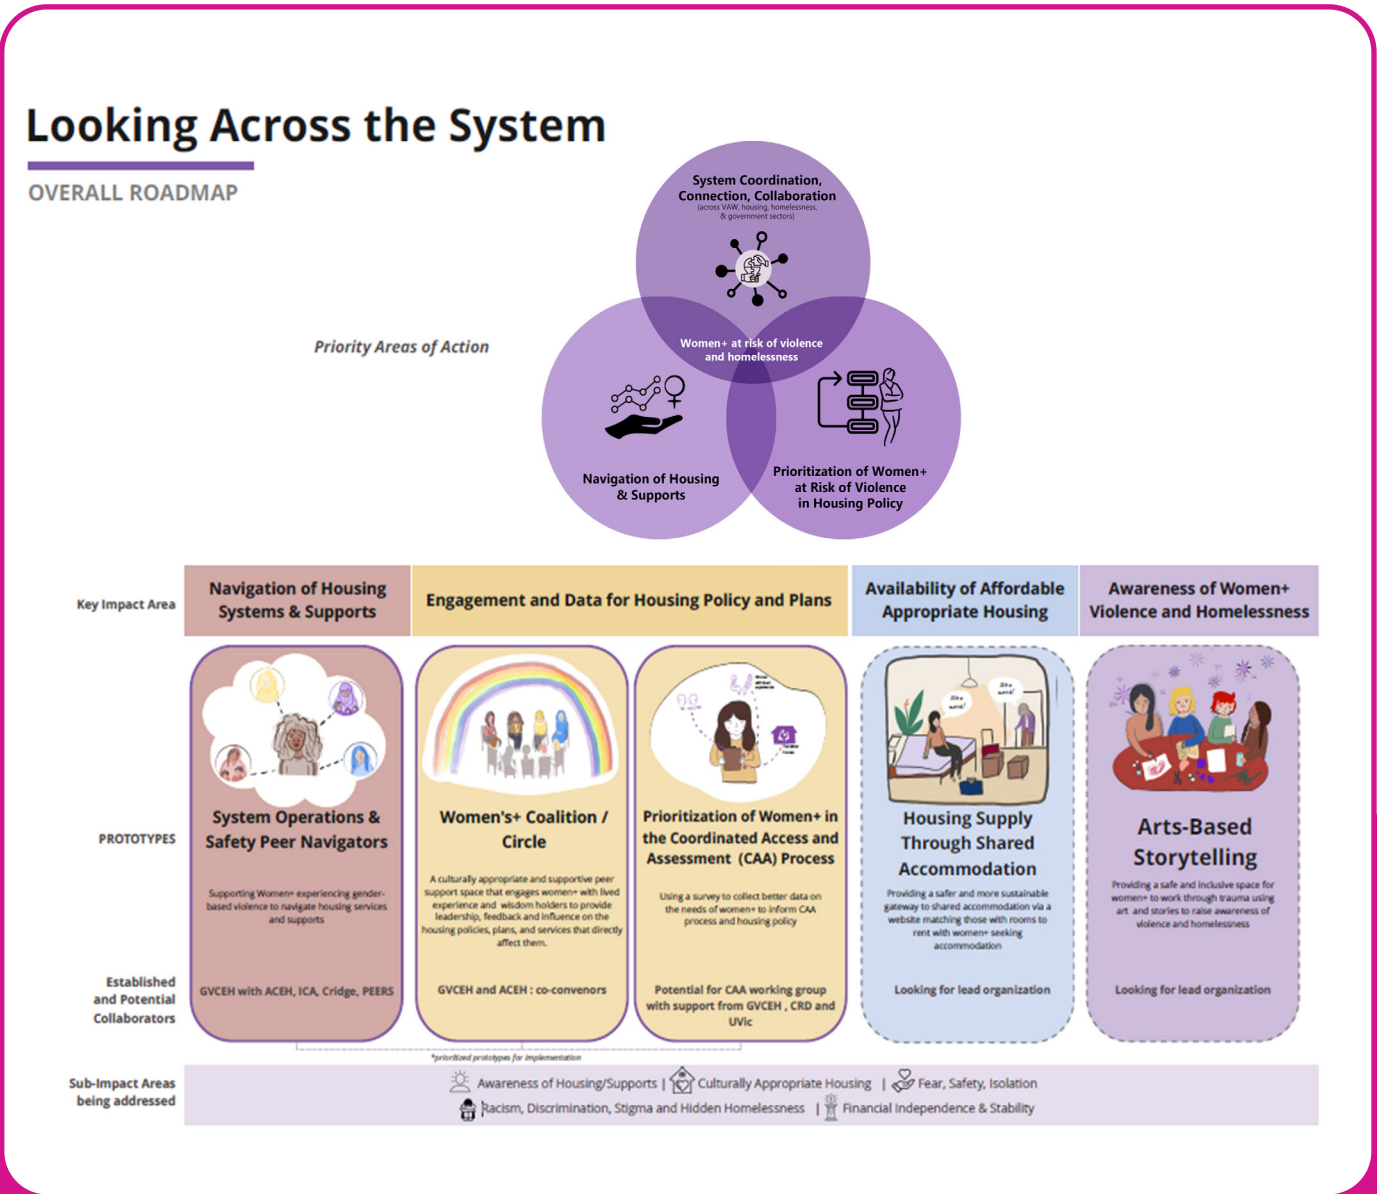 Looking Across the System
OVERALL ROADMAP
System Coordination,
Connection, Collaboration
(across VAW, housing, homelessness,
& government sectors)
Priority Areas of Action
Women+ at risk of violence
and homelessness
Navigation of Housing
& Supports
Prioritization of Women+
at Risk of Violence
in Housing Policy
Key Impact Area
Navigation of Housing
Systems & Supports
Engagement and Data for Housing Policy and Plans
Availability of Affordable
Appropriate Housing
Awareness of Women+
Violence and Homelessness
PROTOTYPES
System Operations &
Safety Peer Navigators
Supporting Women+ experiencing gender-
based violence to navigate housing services
and supports
Women's+ Coalition /
Circle
A culturally appropriate and supportive peer
support space that engages women+ with lived
experience and wisdom holders to provide
leadership, feedback and influence on the
housing policies, plans, and services that directly
affect them.
Prioritization of Women+ in
the Coordinated Access and
Assessment (CAA) Process
Using a survey to collect better data on
the needs of women+ to inform CAA
process and housing policy
Housing Supply
Through Shared
Accommodation
Providing a safer and more sustainable
gateway to shared accommodation via a
website matching those with rooms to
rent with women+ seeking
accommodation
Arts-Based
Storytelling
Providing a safe and inclusive space for
women+ to work through trauma using
art and stories to raise awareness of
violence and homelessness
Established
and Potential
Collaborators
GVCEH with ACEH, ICA, Cridge, PEERS
GVCEH and ACEH : co-convenors
Potential for CAA working group
with support from GVCEH , CRD and
UVic
Looking for lead organization
Looking for lead organization
*prioritized prototypes for implementation
Sub-Impact Areas
being addressed
Awareness of Housing/Supports | Culturally Appropriate Housing | Fear, Safety, Isolation
Racism, Discrimination, Stigma and Hidden Homelessness | Financial Independence & Stability